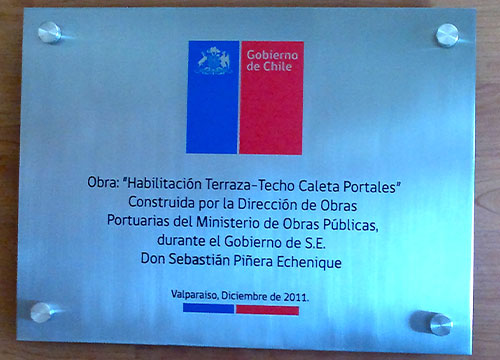 Gobierno
de Chile
Obra: "Habilitación Terraza-Techo Caleta Portales"
Construida por la Dirección de Obras
Portuarias del Ministerio de Obras Públicas,
durante el Gobierno de S.E.
Don Sebastián Piñera Echenique
Valparaiso, Diciembre de 2011.